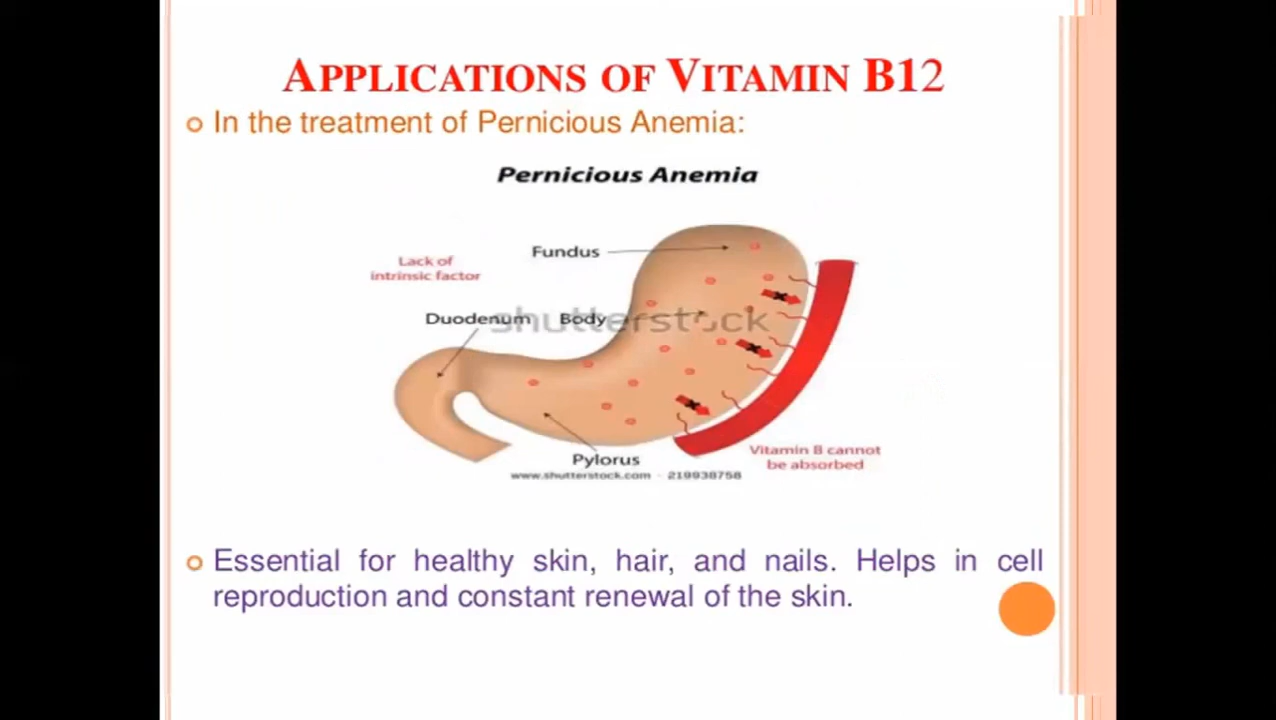 APPLICATIONS OF VITAMIN B12
In the treatment of Pernicious Anemia:
Pernicious Anemia
Fundus
Lack of
intrinsic factor
Duodenum
Body
shutterstock
Pylorus
Vitamin B cannot
be absorbed
www.shutterstock.com · 219938758
Essential for healthy skin, hair, and nails. Helps in cell
reproduction and constant renewal of the skin.